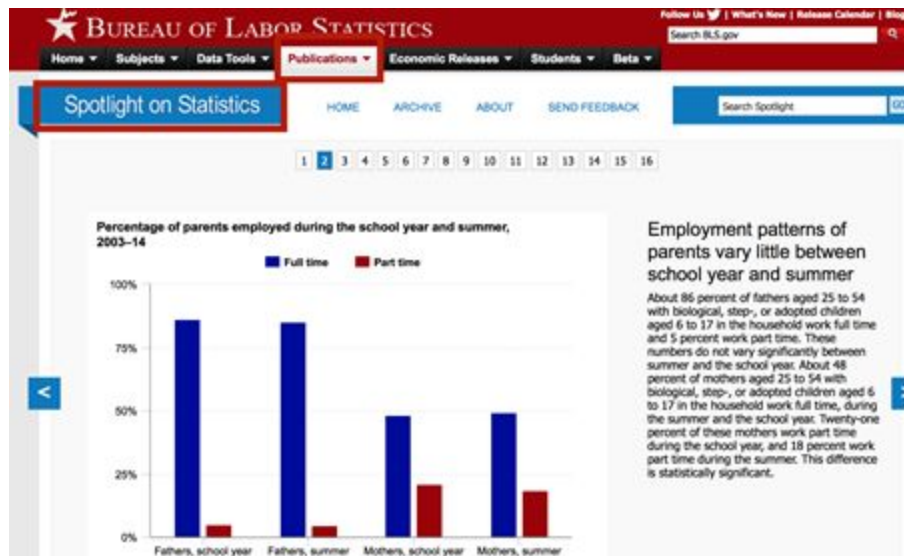 Follow Us | What's New | Release Calendar | Blog
BUREAU OF LABOR STATISTICS
Search BLS.gov
Home Subjects Data Tools Publications Economic Releases Students Beta
Spotlight on Statistics
HOME ARCHIVE ABOUT SEND FEEDBACK
Search Spotlight
GO
1 2 3 4 5 6 7 8 9 10 11 12 13 14 15 16
Percentage of parents employed during the school year and summer,
2003–14
Full time Part time
100%
75%
50%
25%
0%
Fathers, school year Fathers, summer Mothers, school year Mothers, summer
<
>
Employment patterns of
parents vary little between
school year and summer
About 86 percent of fathers aged 25 to 54
with biological, step-, or adopted children
aged 6 to 17 in the household work full time
and 5 percent work part time. These
numbers do not vary significantly between
summer and the school year. About 48
percent of mothers aged 25 to 54 with
biological, step-, or adopted children aged 6
to 17 in the household work full time, during
the summer and the school year. Twenty-one
percent of these mothers work part time
during the school year, and 18 percent work
part time during the summer. This difference
is statistically significant.